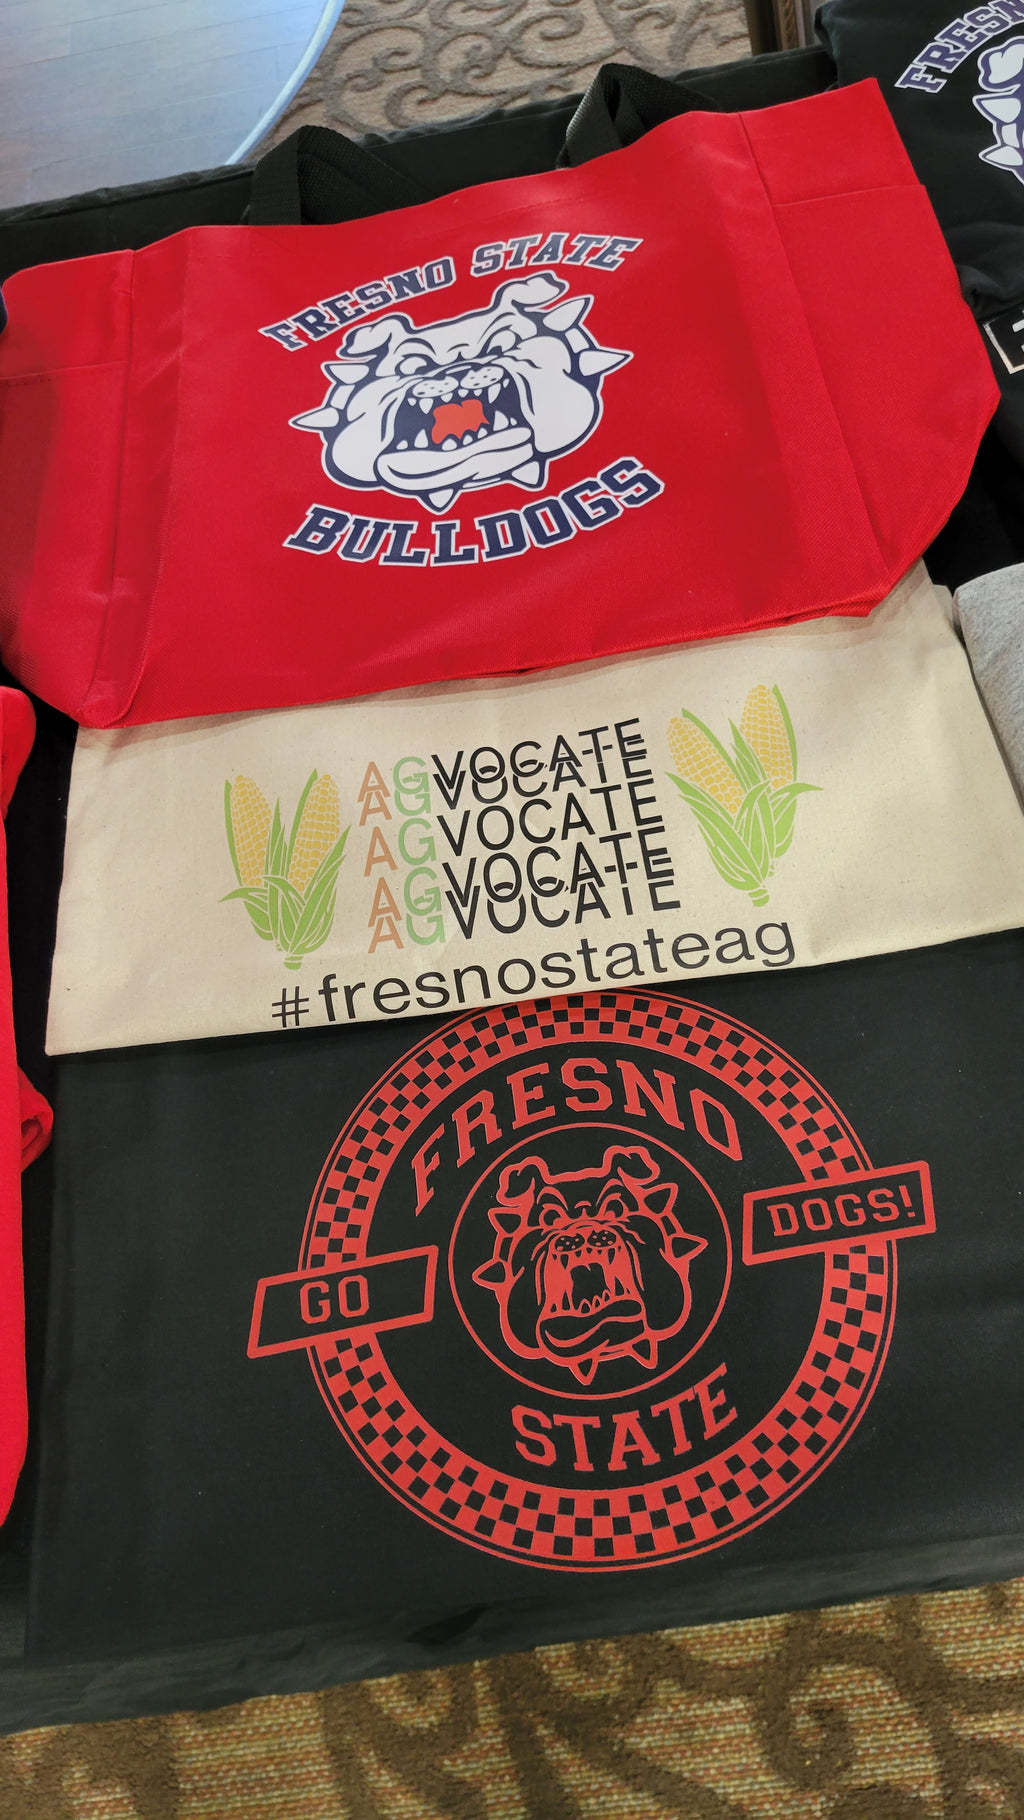 FRESNO STATE
BULLDOGS
AGVOCATE
AGVOCATE
AGVOCATE
AGVOCATE
AGVOCATE
#fresnostateag
FRESNO
GO
DOGS!
STATE